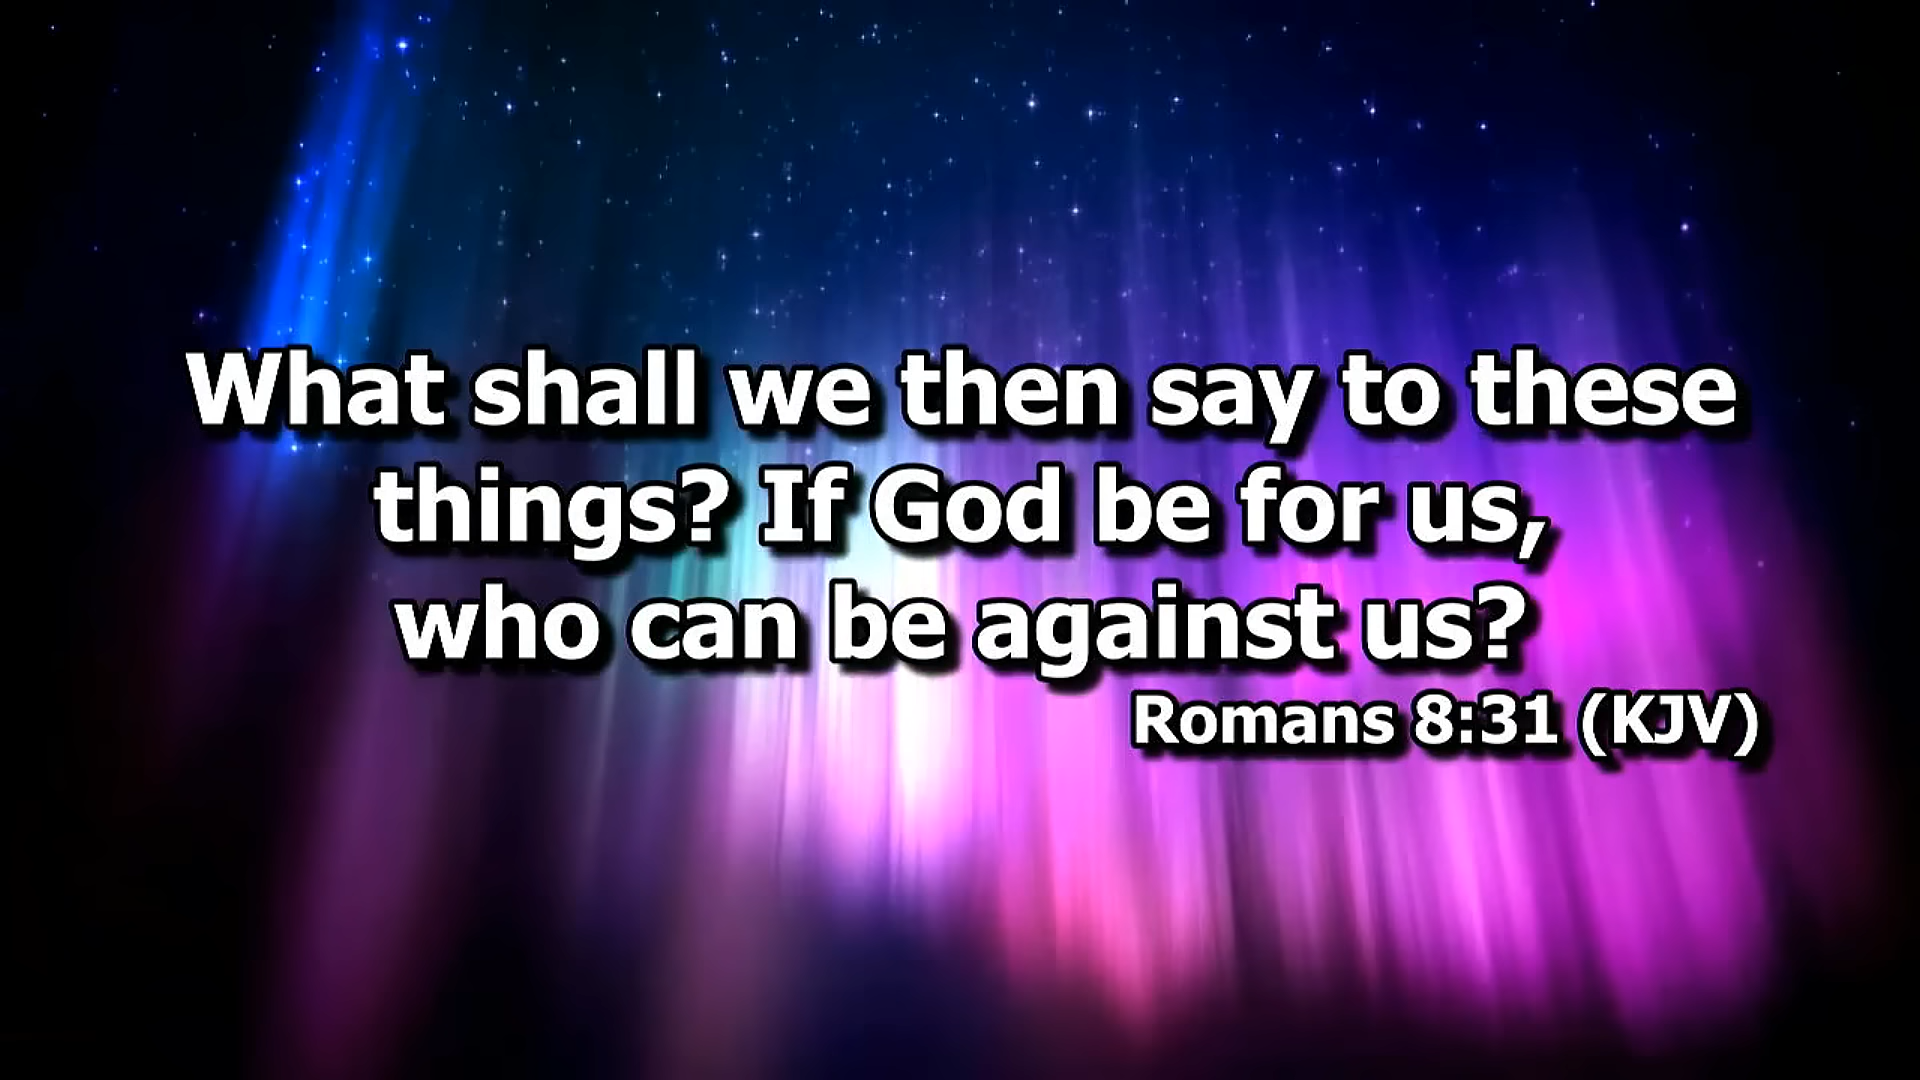 What shall we then say to these
things? If God be for us,
who can be against us?
Romans 8:31 (KJV)